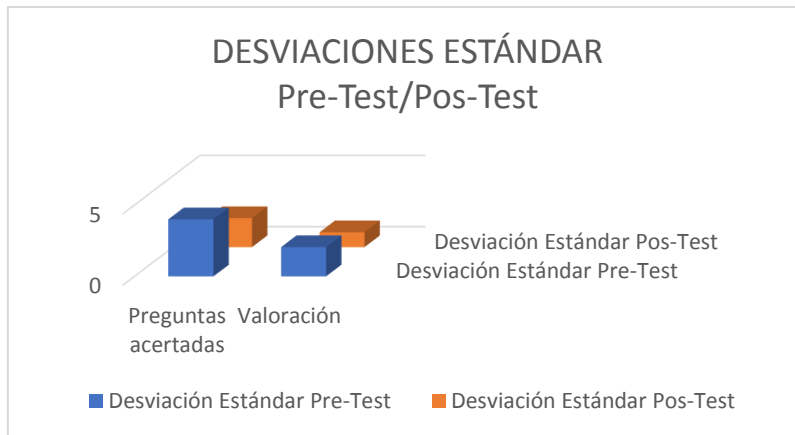 DESVIACIONES ESTÁNDAR
Pre-Test/Pos-Test
5
0
Desviación Estándar Pos-Test
Desviación Estándar Pre-Test
Preguntas acertadas
Valoración
Desviación Estándar Pre-Test
Desviación Estándar Pos-Test